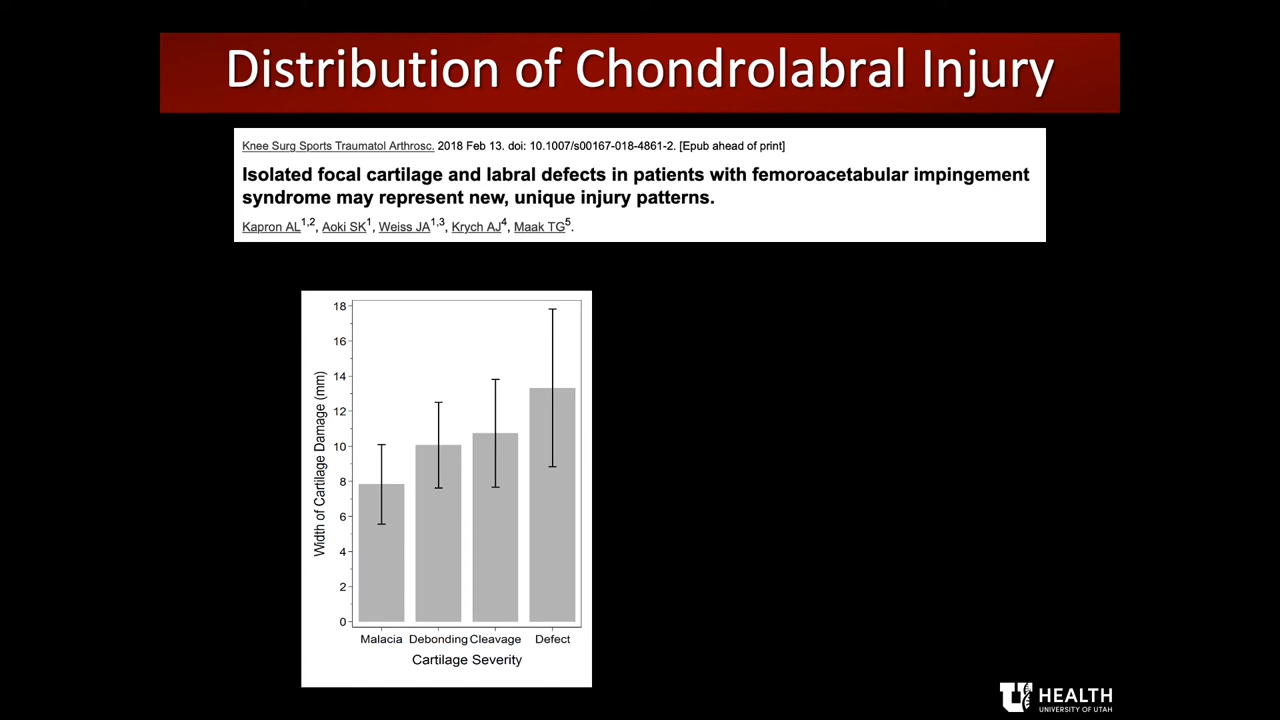 Distribution of Chondrolabral Injury
Knee Surg Sports Traumatol Arthrosc. 2018 Feb 13. doi: 10.1007/s00167-018-4861-2. [Epub ahead of print]
Isolated focal cartilage and labral defects in patients with femoroacetabular impingement
syndrome may represent new, unique injury patterns.
Kapron AL1,2, Aoki SK1, Weiss JA1,3, Krych AJ4, Maak TG5.
Width of Cartilage Damage (mm)
18
16
14
12
10
8
6
4
2
0
Malacia Debonding Cleavage Defect
Cartilage Severity
U HEALTH
UNIVERSITY OF UTAH